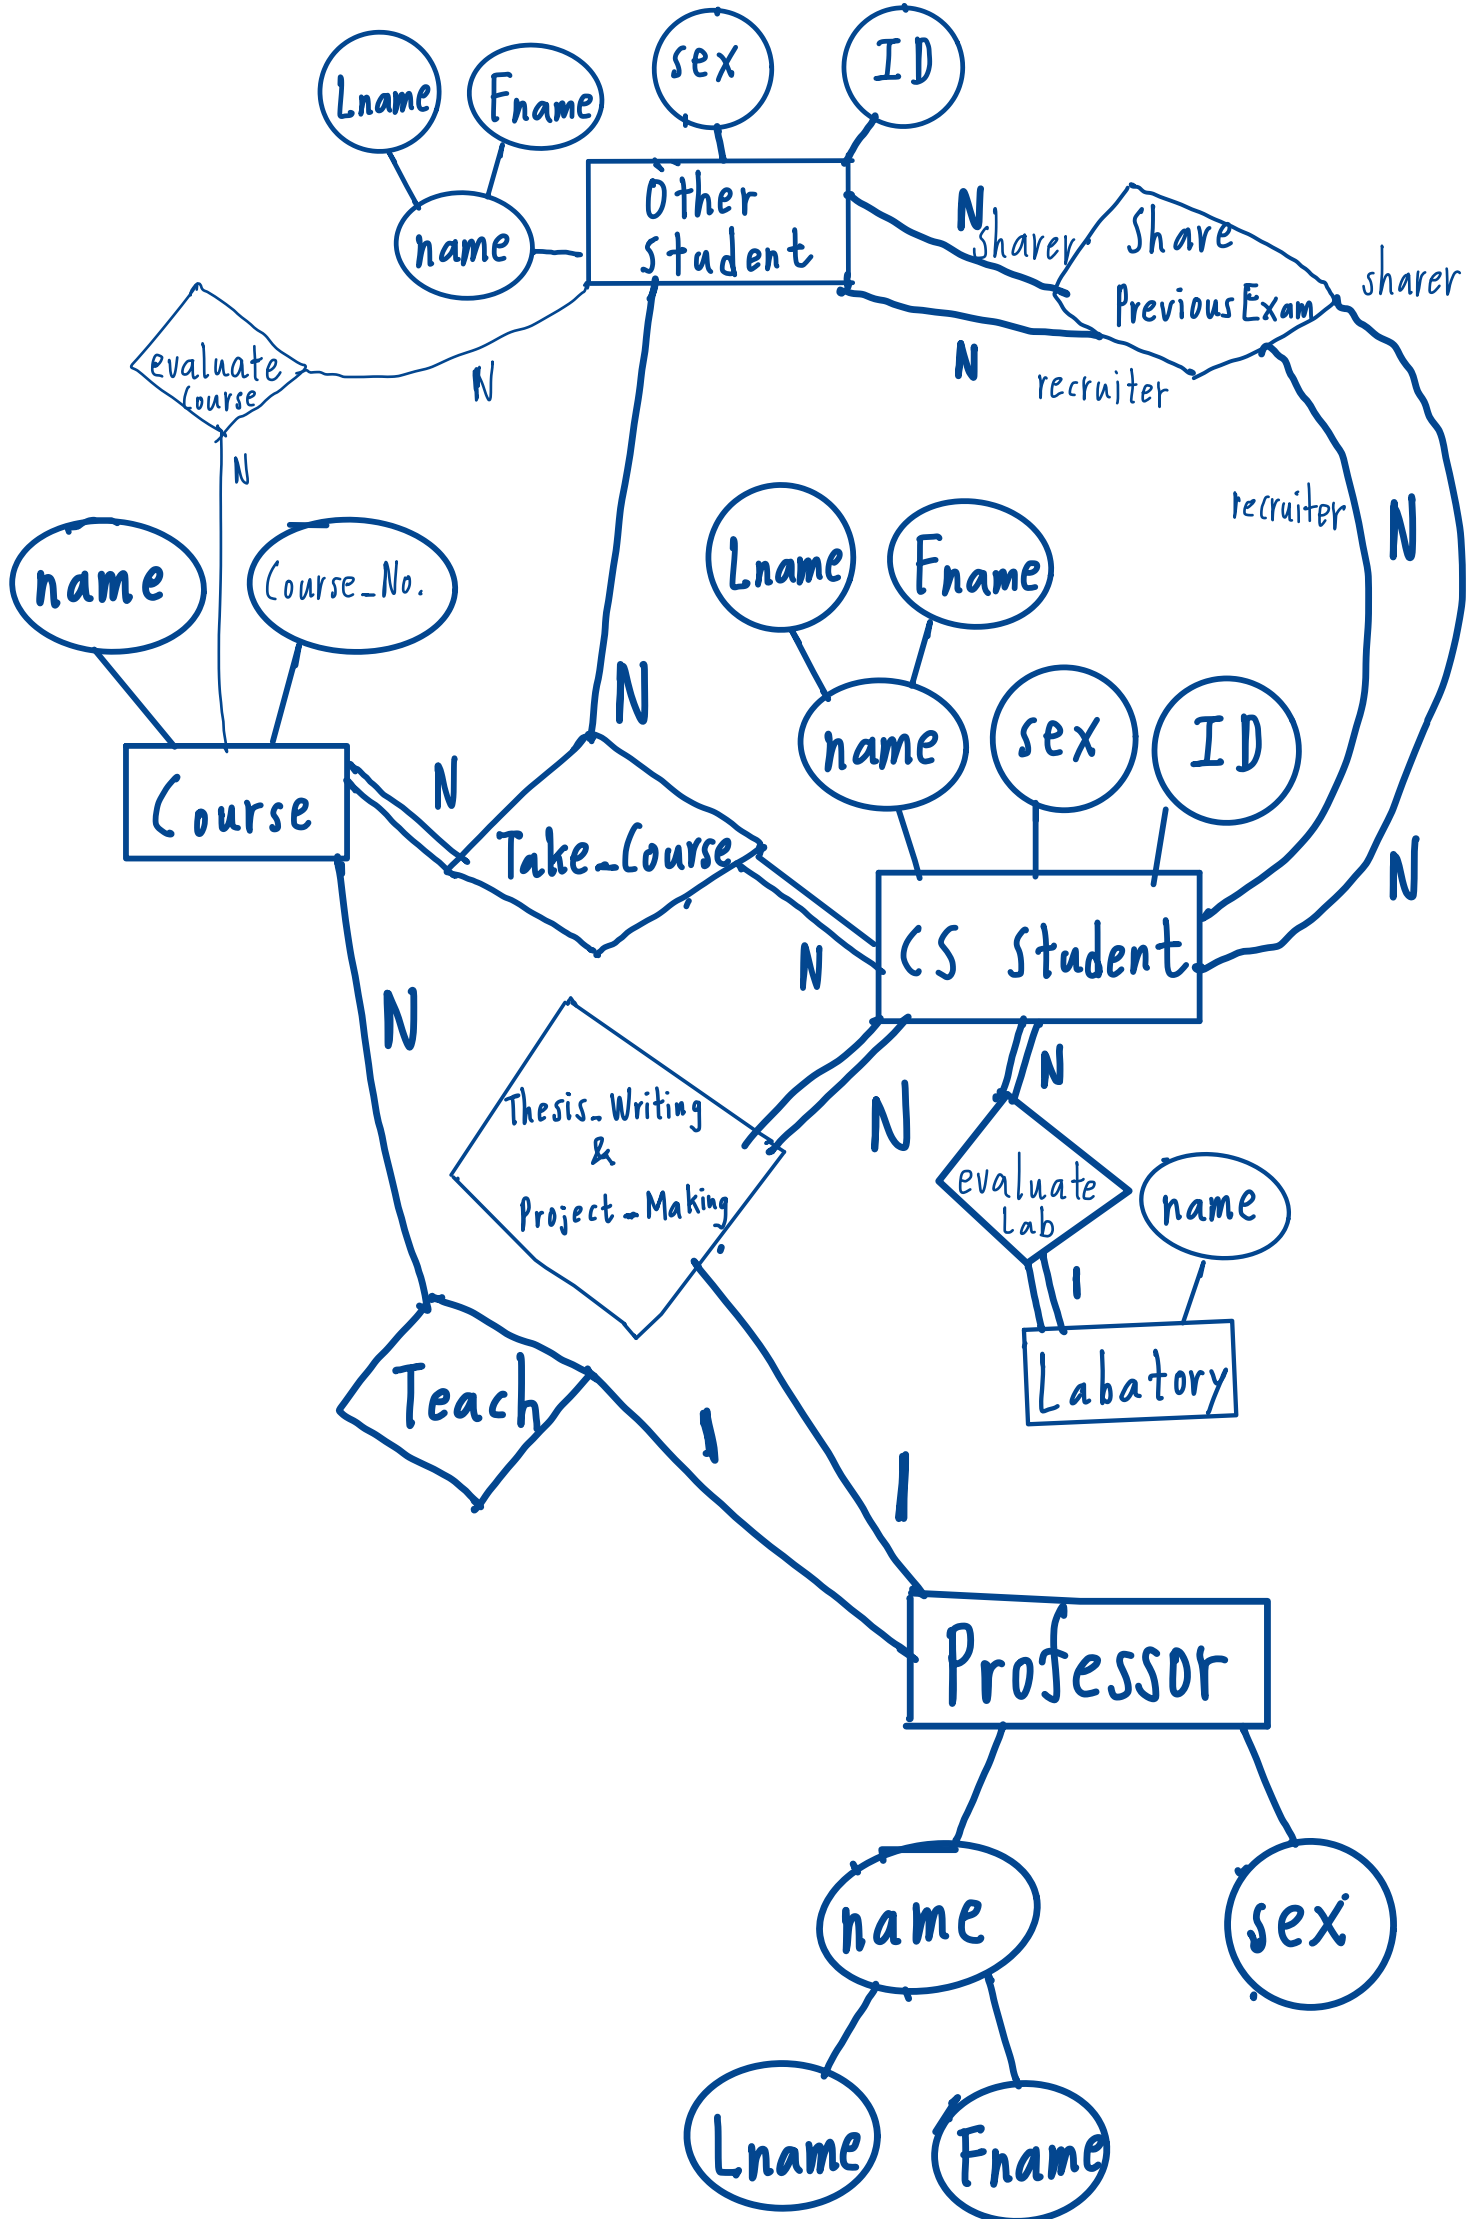 sex
ID
Lname
Fname
name
Other
Student
N
sharer
Share
Previous Exam
sharer
N
recruiter
evaluate
Course
N
N
name
Course_No.
Lname
Fname
recruiter
N
name
sex
ID
N
Course
N
Take_Course
N
CS Student
N
N
Thesis_Writing
&
Project_Making
N
N
evaluate
Lab
name
1
Labatory
Teach
1
1
Professor
name
sex
Lname
Fname